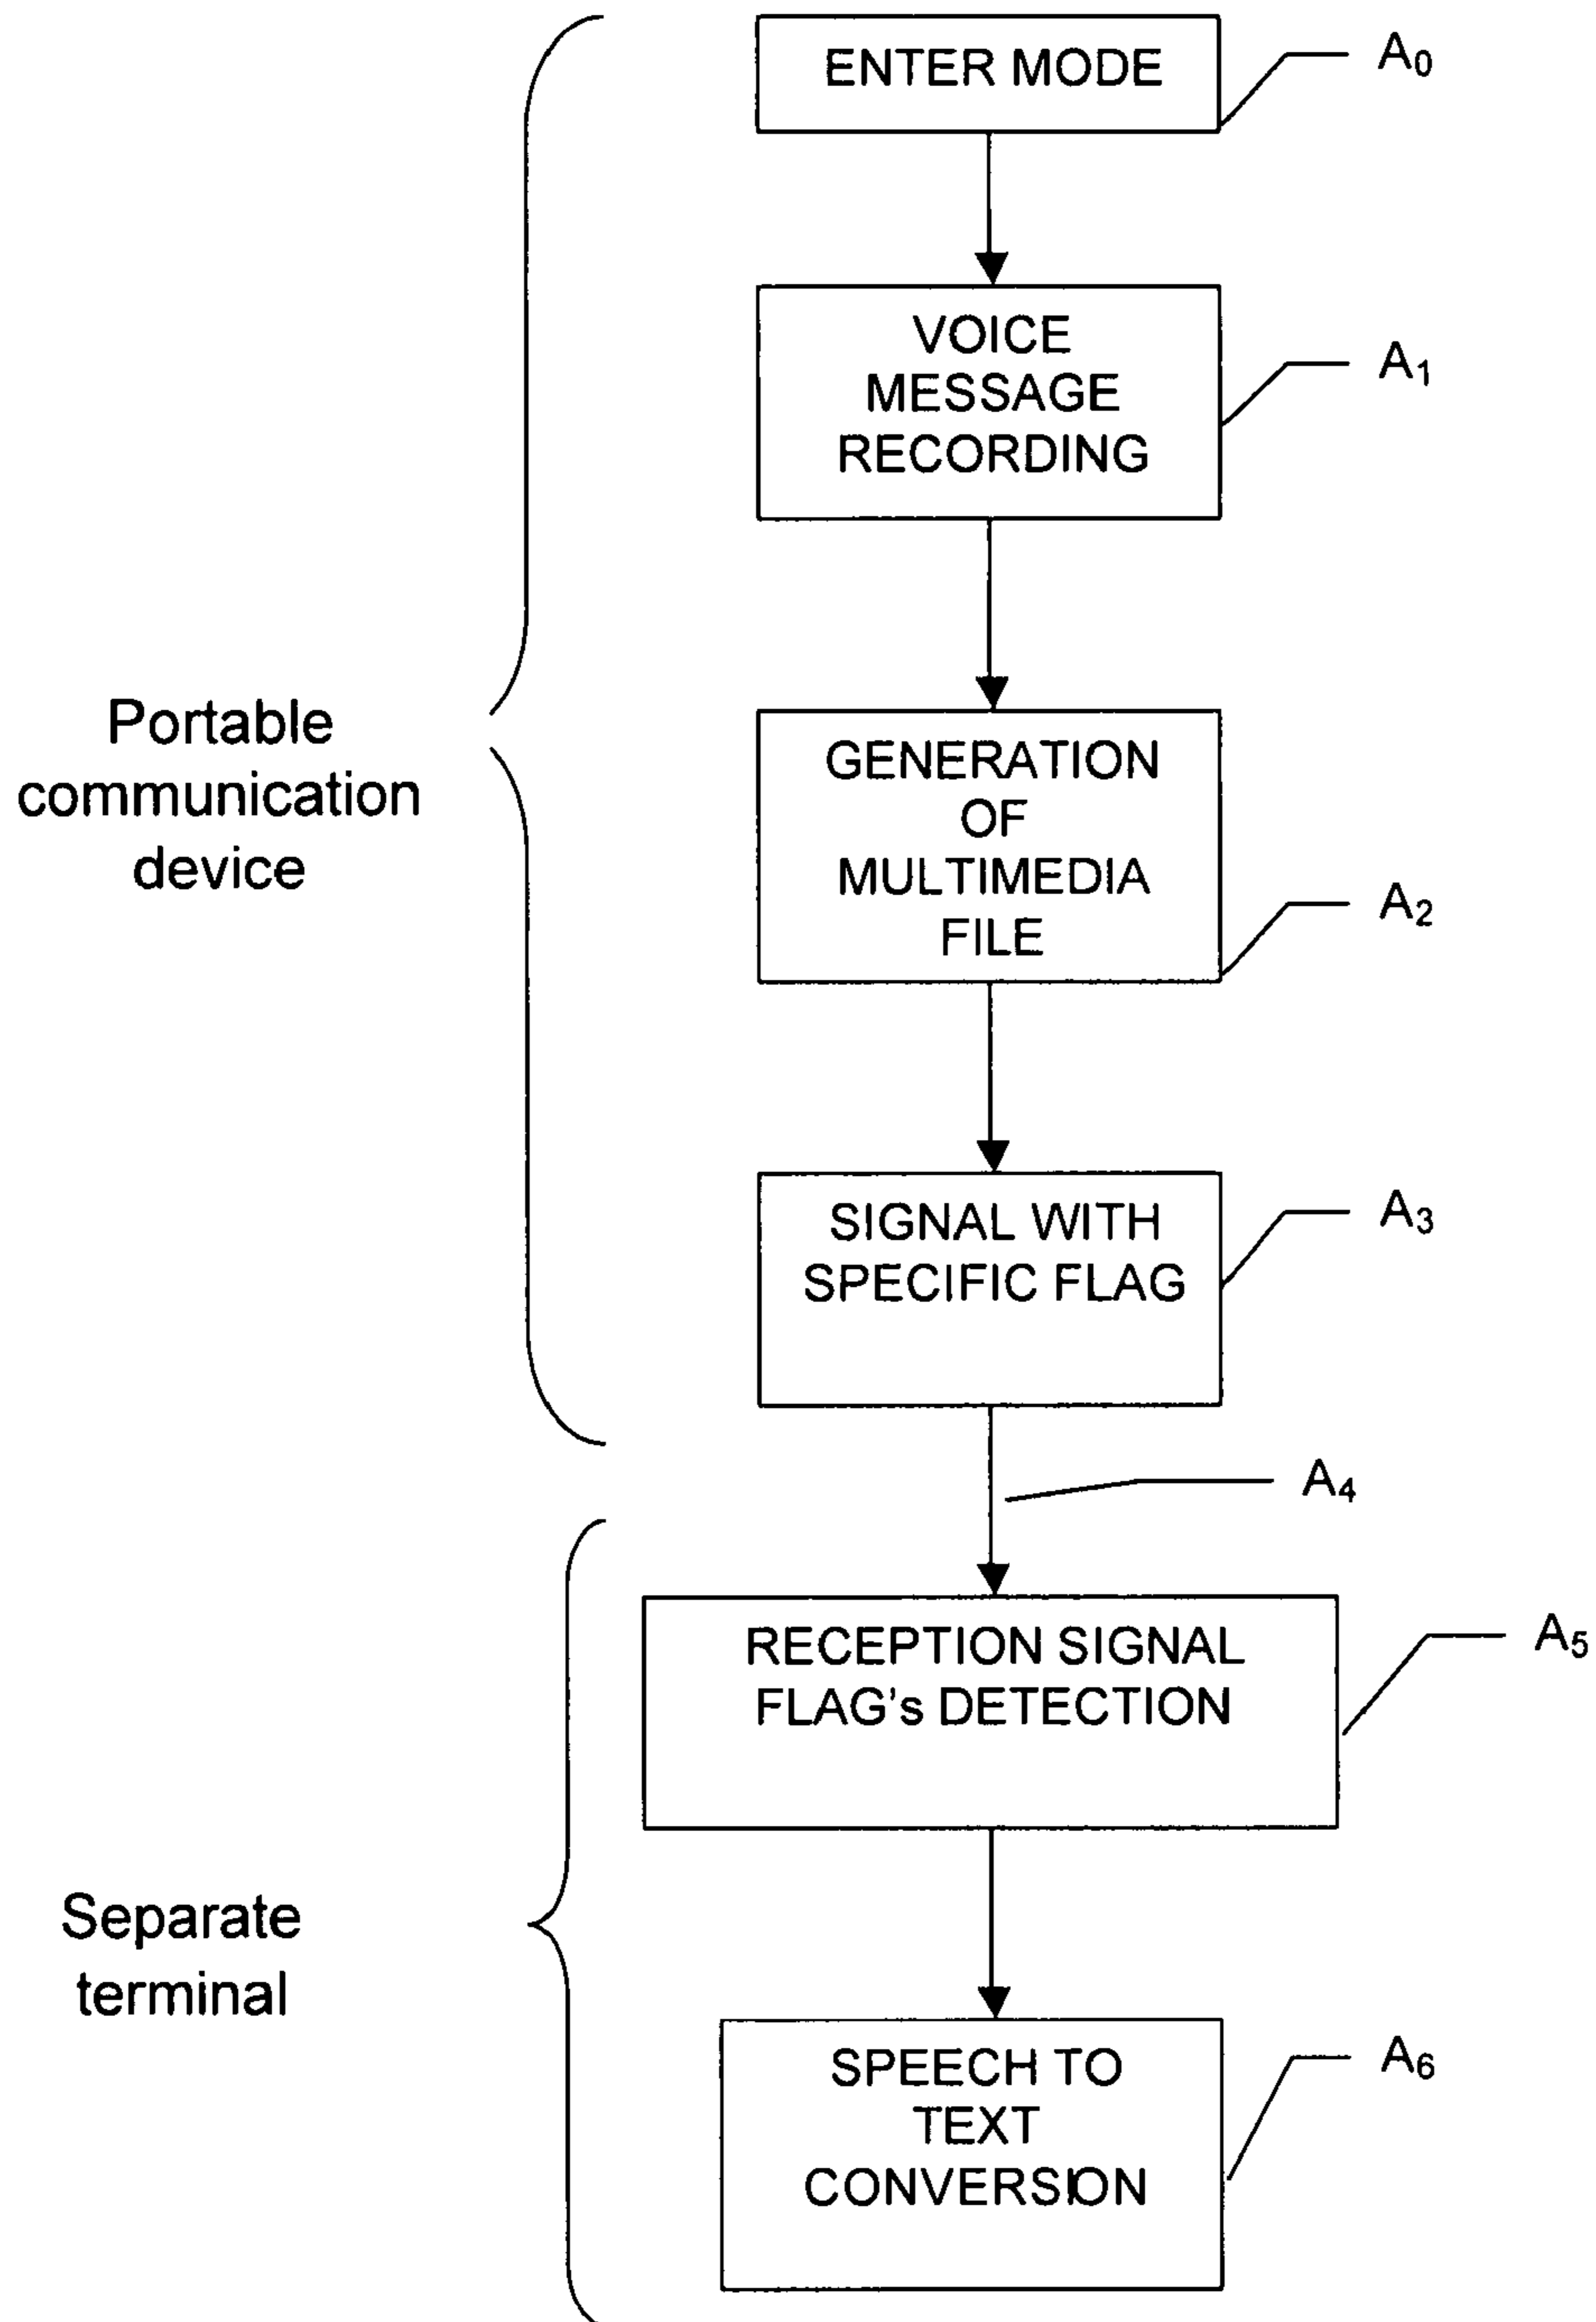 ENTER MODE
A₀
VOICE
MESSAGE
RECORDING
A₁
Portable
communication
device
GENERATION
OF
MULTIMEDIA
FILE
A₂
SIGNAL WITH
SPECIFIC FLAG
A₃
A₄
RECEPTION SIGNAL
FLAG's DETECTION
A₅
Separate
terminal
SPEECH TO
TEXT
CONVERSION
A₆